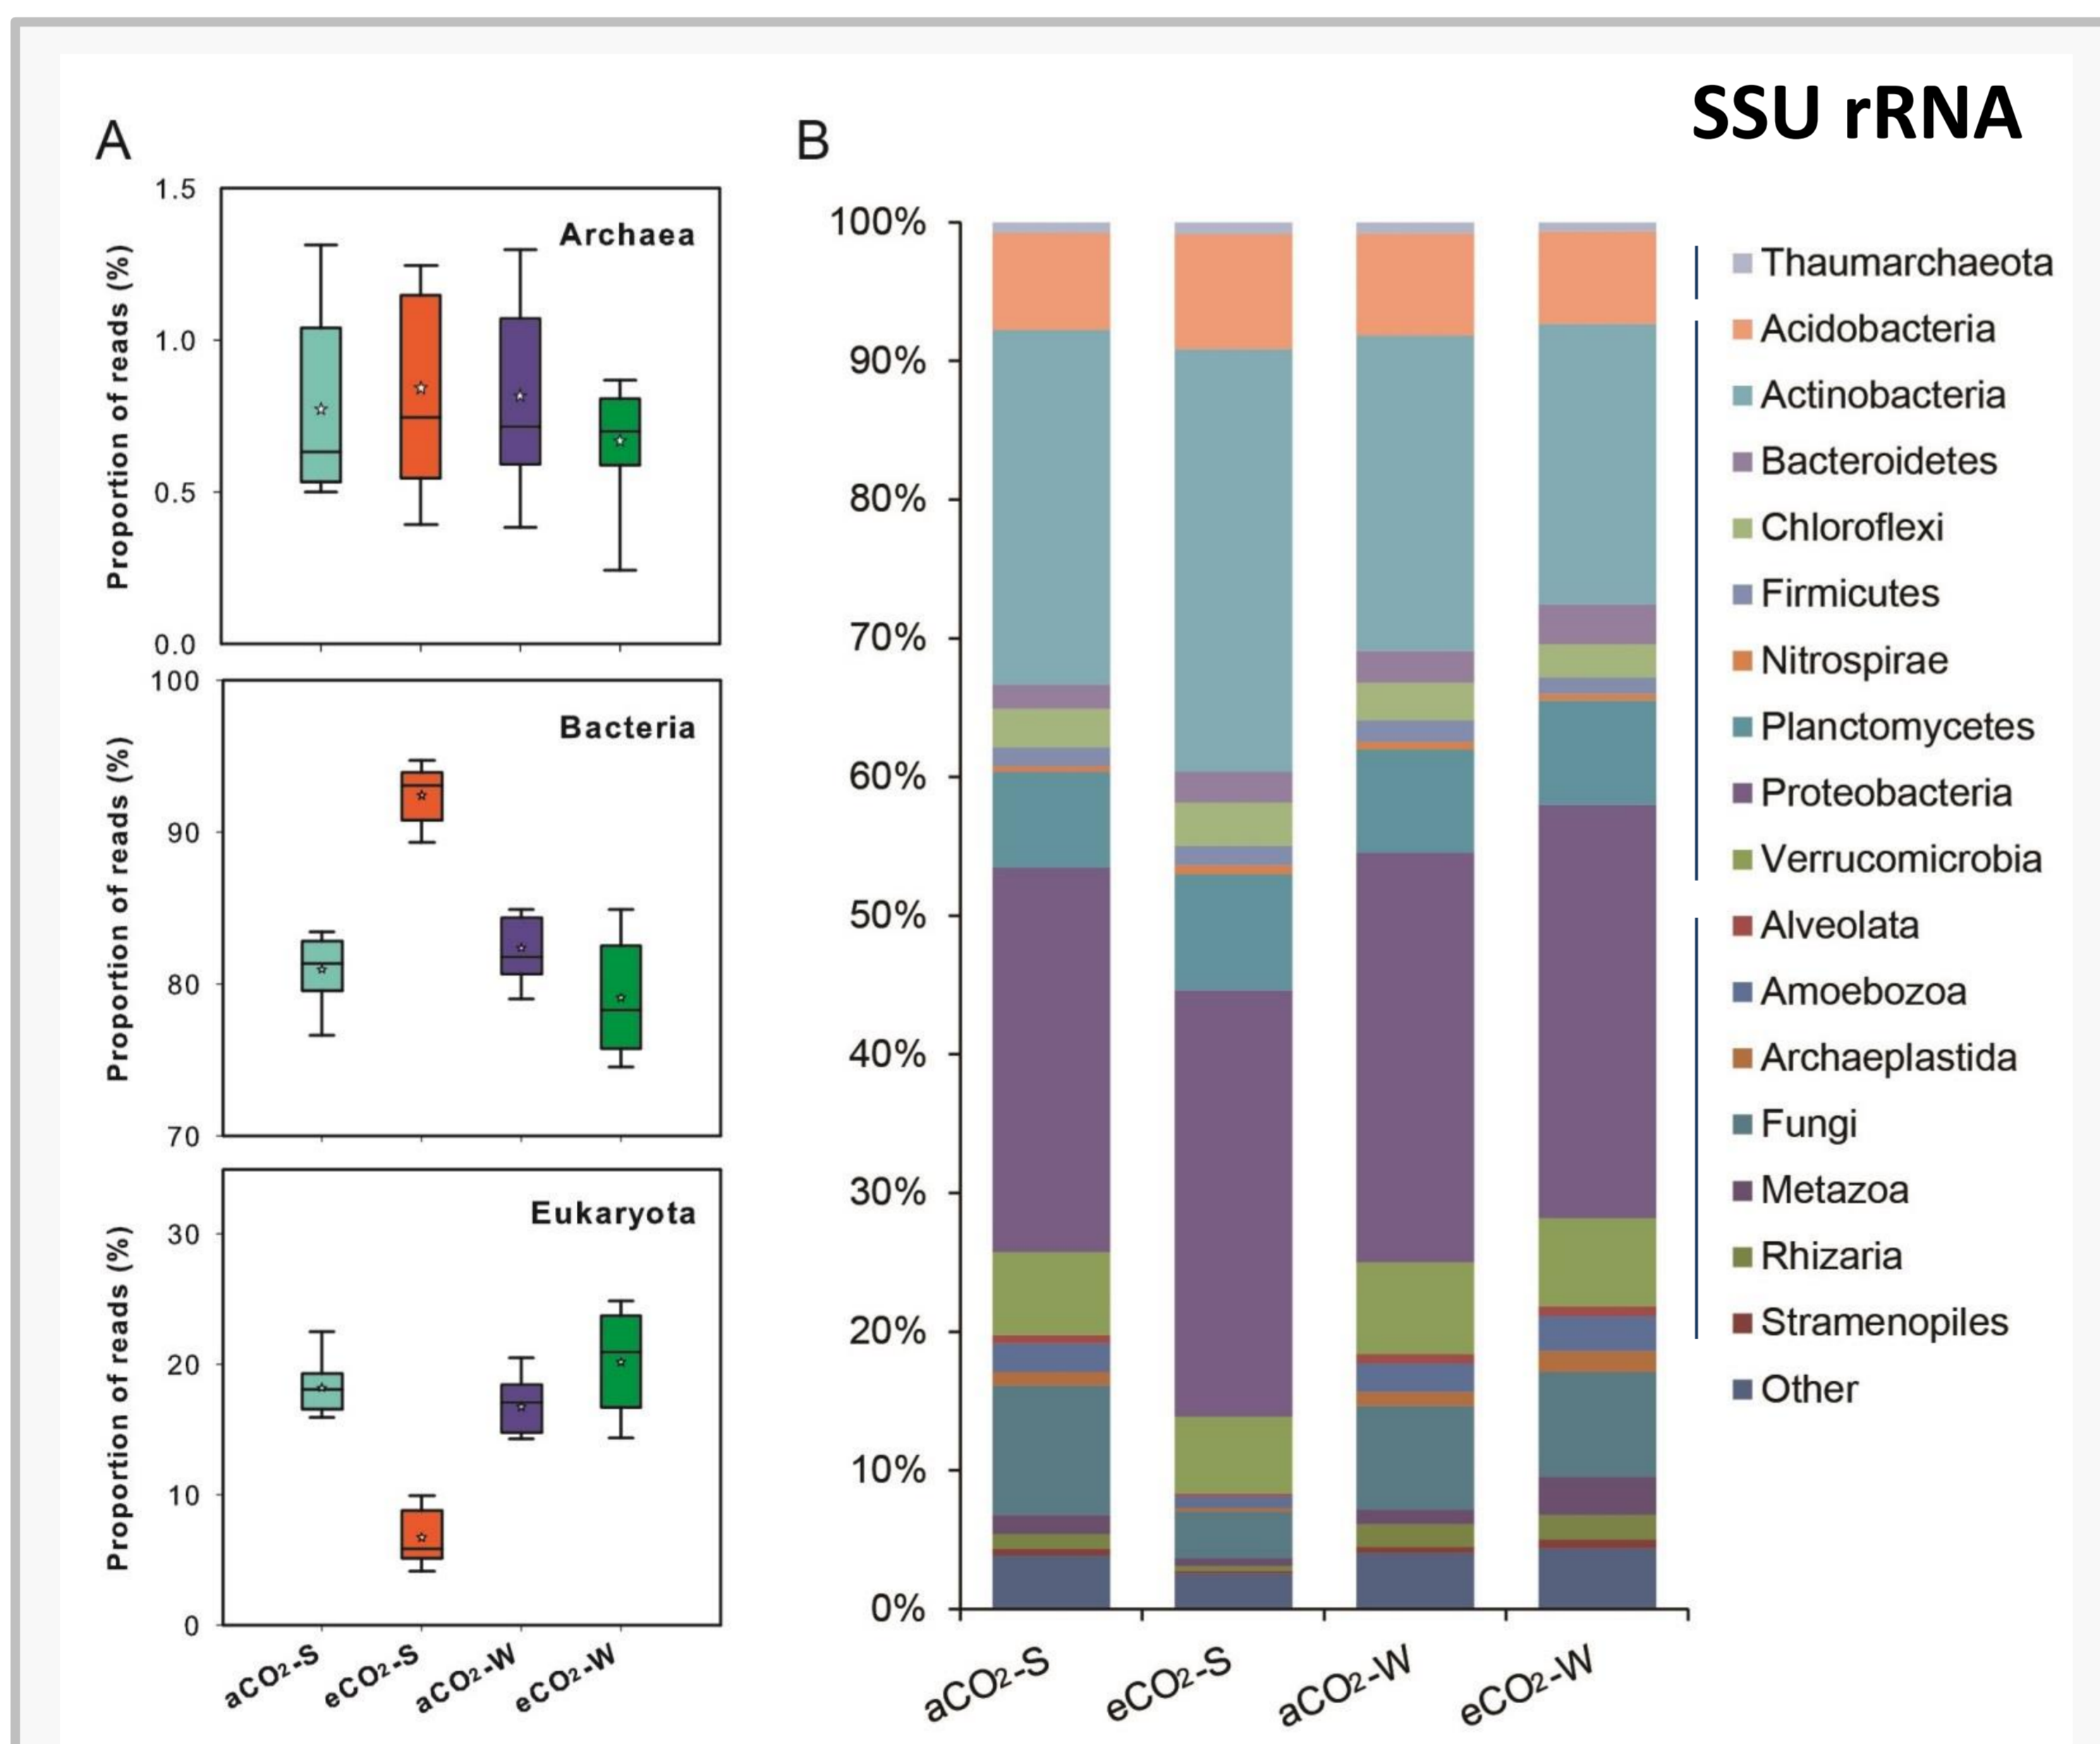 SSU rRNA
A
Proportion of reads (%)
1.5
1.0
0.5
0.0
Archaea
Proportion of reads (%)
100
90
80
70
Bacteria
Proportion of reads (%)
30
20
10
0
Eukaryota
aCO2-S
eCO2-S
aCO2-W
eCO2-W
B
100%
90%
80%
70%
60%
50%
40%
30%
20%
10%
0%
aCO2-S
eCO2-S
aCO2-W
eCO2-W
Thaumarchaeota
Acidobacteria
Actinobacteria
Bacteroidetes
Chloroflexi
Firmicutes
Nitrospirae
Planctomycetes
Proteobacteria
Verrucomicrobia
Alveolata
Amoebozoa
Archaeplastida
Fungi
Metazoa
Rhizaria
Stramenopiles
Other